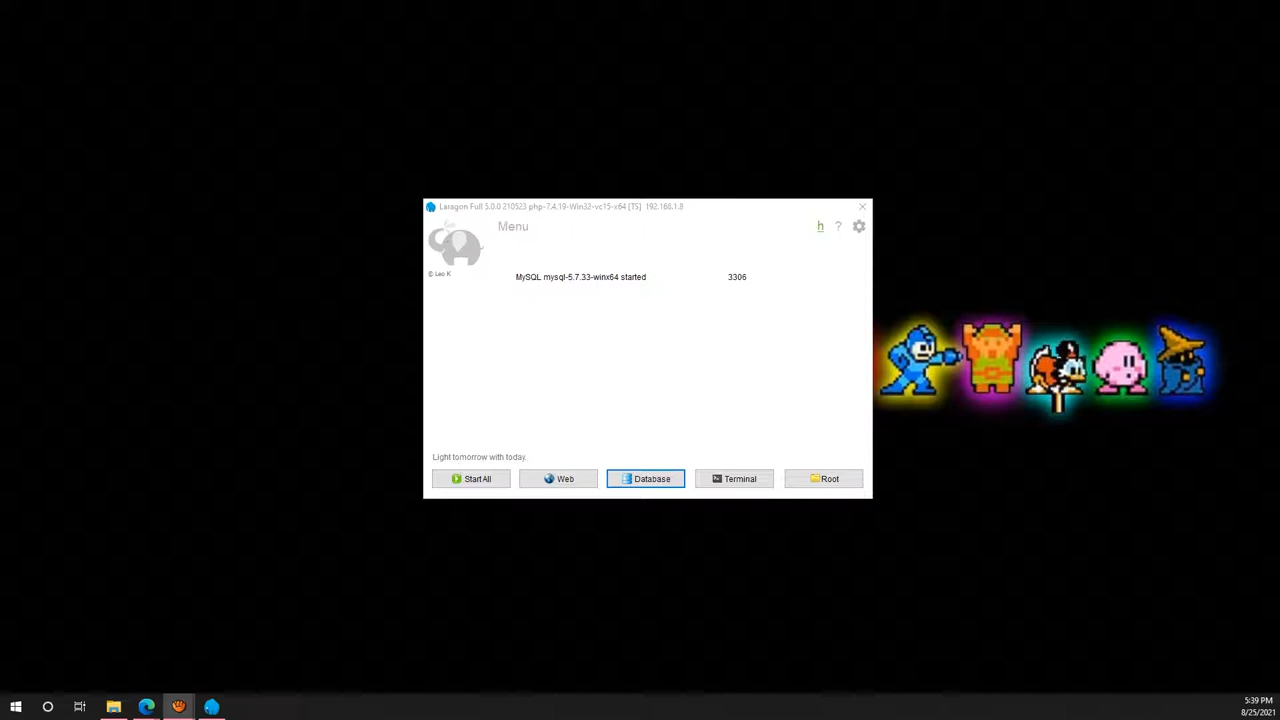 Laragon Full 5.0.0 210523 php-7.4.19-Win32-vc15-x64 [TS] 192.168.1.8
Menu
h ?
© Leo K
MySQL mysql-5.7.33-winx64 started 3306
Light tomorrow with today.
Start All Web Database Terminal Root
5:39 PM
8/25/2021